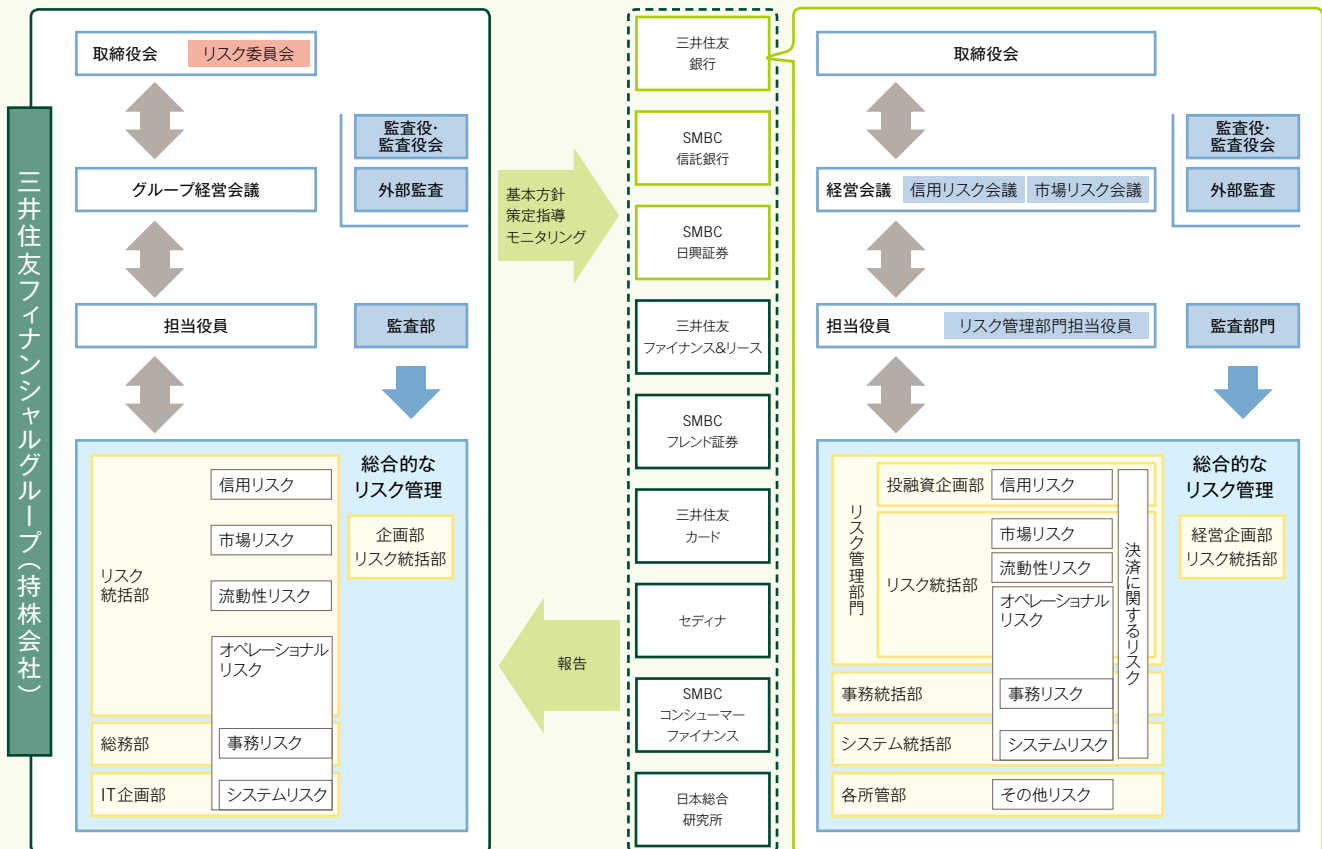 三井住友フィナンシャルグループ(持株会社)
取締役会
リスク委員会
監査役・
監査役会
グループ経営会議
外部監査
担当役員
監査部
総合的な
リスク管理
企画部
リスク統括部
リスク
統括部
信用リスク
市場リスク
流動性リスク
オペレーショナル
リスク
総務部
事務リスク
IT企画部
システムリスク
基本方針
策定指導
モニタリング
報告
三井住友
銀行
SMBC
信託銀行
SMBC
日興証券
三井住友
ファイナンス&リース
SMBC
フレンド証券
三井住友
カード
セディナ
SMBC
コンシューマー
ファイナンス
日本総合
研究所
取締役会
監査役・
監査役会
経営会議
信用リスク会議
市場リスク会議
外部監査
担当役員
リスク管理部門担当役員
監査部門
総合的な
リスク管理
経営企画部
リスク統括部
リスク管理部門
投融資企画部
信用リスク
リスク統括部
市場リスク
流動性リスク
オペレーショナル
リスク
決済に関するリスク
事務統括部
事務リスク
システム統括部
システムリスク
各所管部
その他リスク